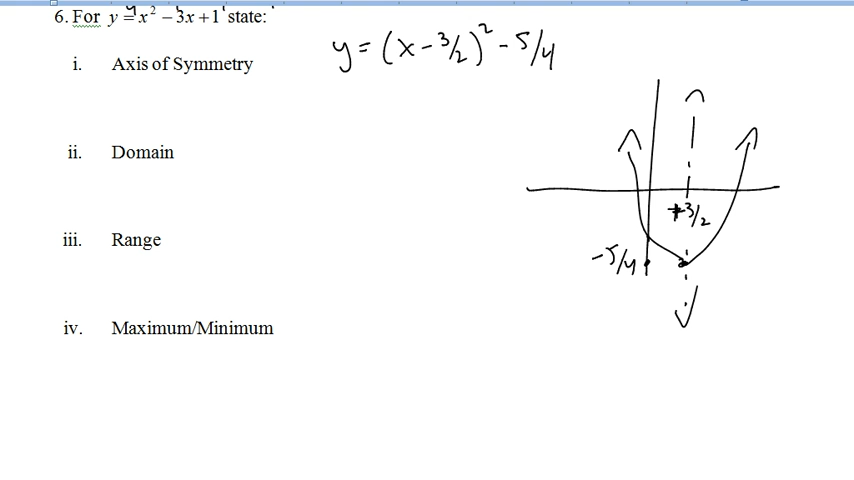 6. For y = x² – 3x + 1 state:
y = (x – 3/2)² – 5/4
i. Axis of Symmetry
ii. Domain
+3/2
iii. Range
–5/4
iv. Maximum/Minimum